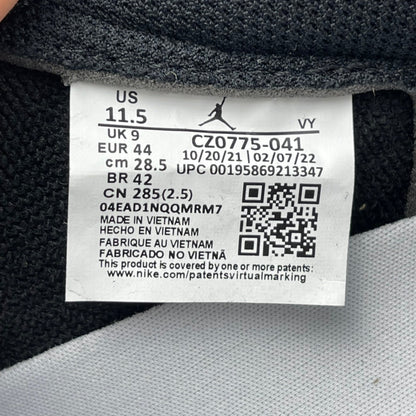 US
11.5
VY
UK 9
CZ0775-041
EUR 44
10/20/21 | 02/07/22
cm 28.5
UPC 00195869213347
BR 42
CN 285(2.5)
04EAD1NQQMRM7
MADE IN VIETNAM
HECHO EN VIETNAM
FABRIQUE AU VIETNAM
FABRICADO NO VIETNÃ
This product is covered by one or more patents:
www.nike.com/patentsvirtualmarking